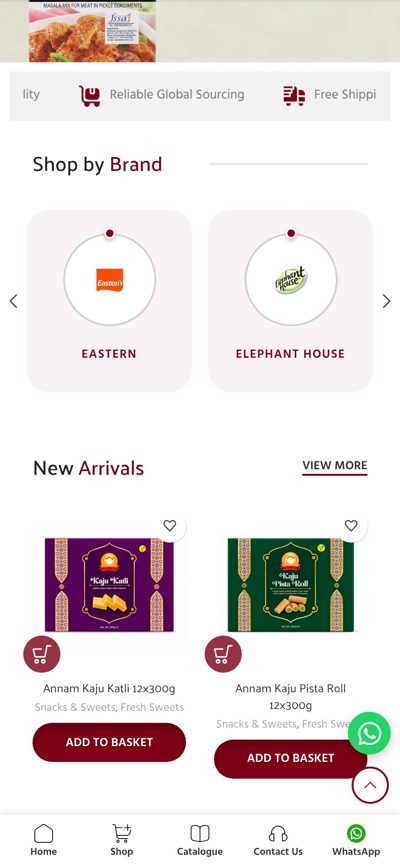 MASALA MIX FOR MEAT IN PICKLE CONDIMENTS
fssai
lity
Reliable Global Sourcing
Free Shippi
Shop by Brand
Eastern
Elephant House
EASTERN
ELEPHANT HOUSE
New Arrivals
VIEW MORE
Kaju Katli
Kaju Pista Roll
Annam Kaju Katli 12x300g
Snacks & Sweets, Fresh Sweets
ADD TO BASKET
Annam Kaju Pista Roll
12x300g
Snacks & Sweets, Fresh Swe
ADD TO BASKET
Home
Shop
Catalogue
Contact Us
WhatsApp